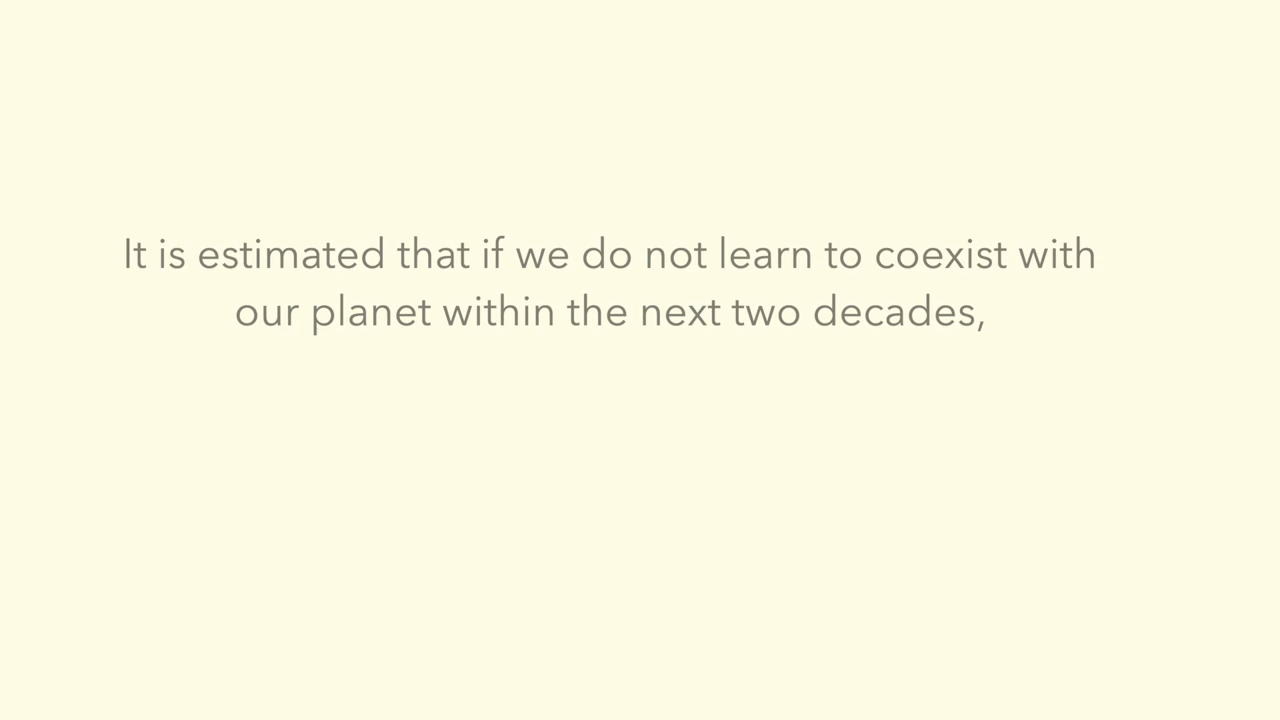 It is estimated that if we do not learn to coexist with
our planet within the next two decades,